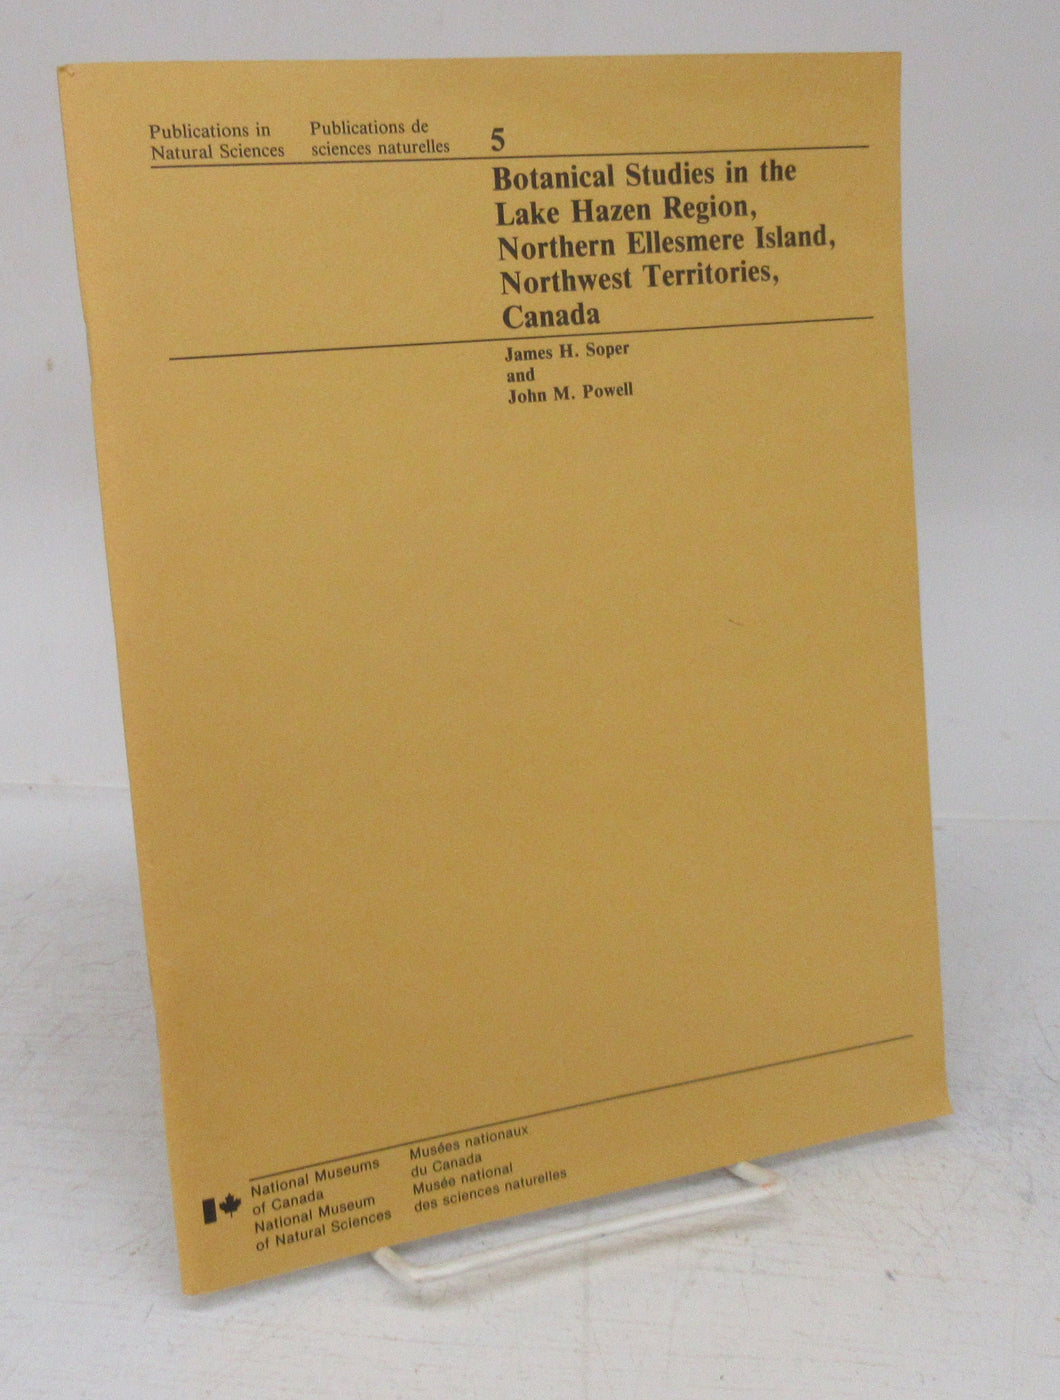 Publications in
Natural Sciences
Publications de
sciences naturelles
5
Botanical Studies in the
Lake Hazen Region,
Northern Ellesmere Island,
Northwest Territories,
Canada
James H. Soper
and
John M. Powell
National Museums
of Canada
National Museum
of Natural Sciences
Musées nationaux
du Canada
Musée national
des sciences naturelles